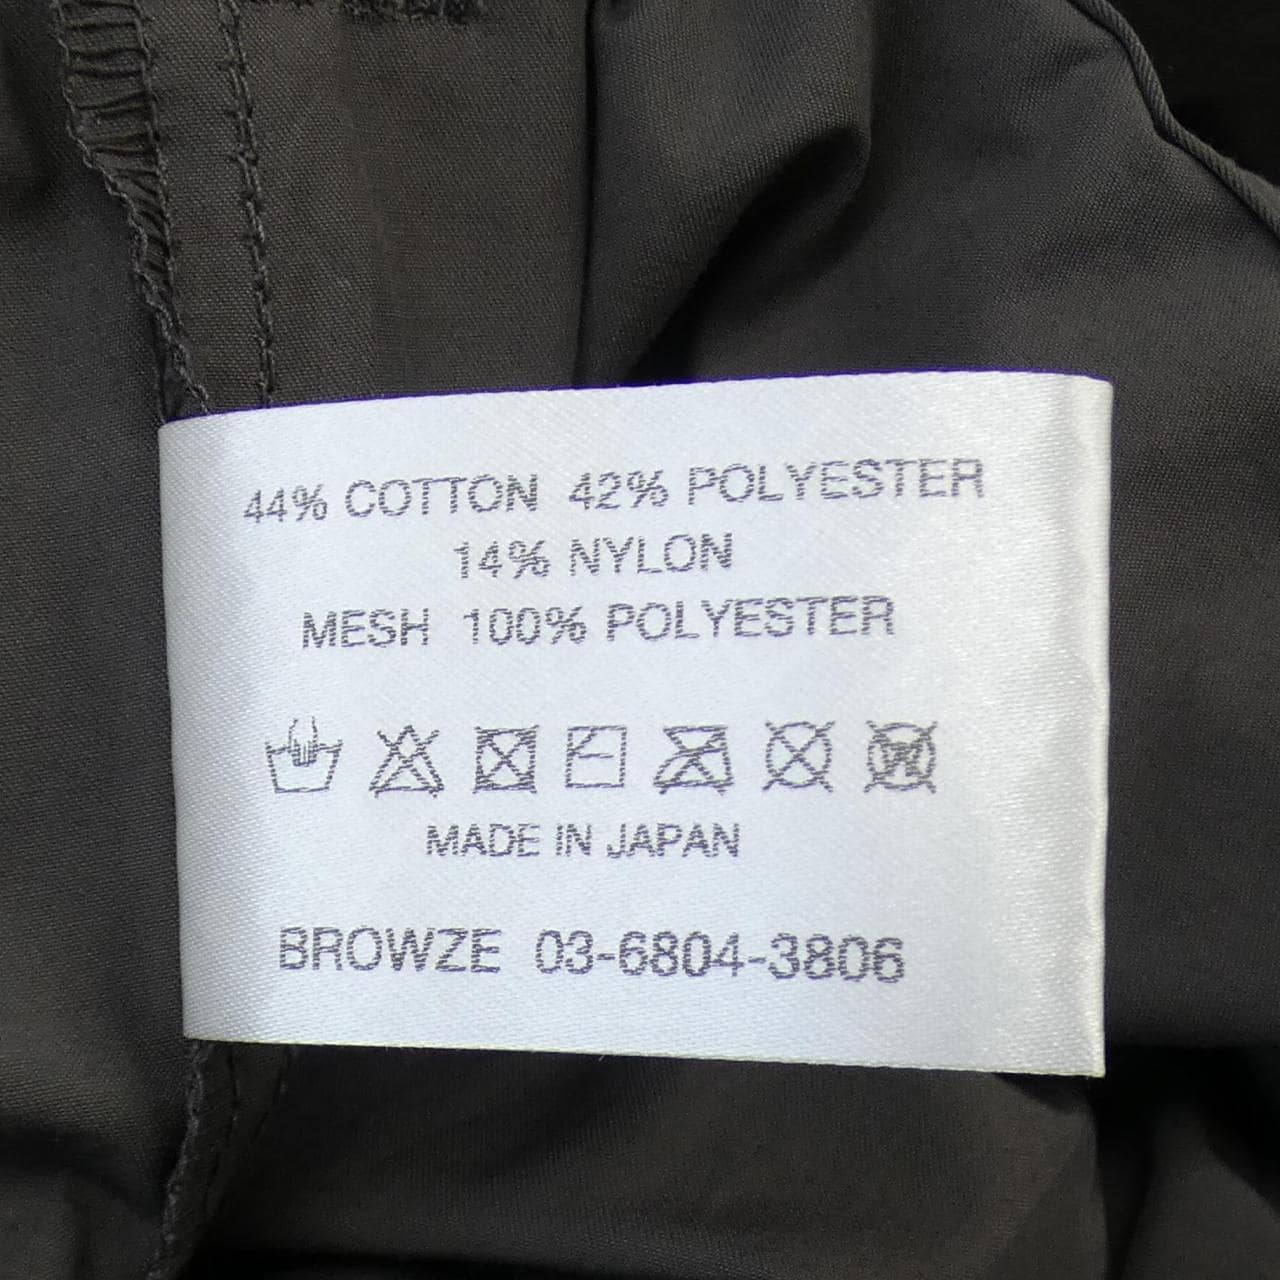 44% COTTON 42% POLYESTER
14% NYLON
MESH 100% POLYESTER
W
MADE IN JAPAN
BROWZE 03-6804-3806